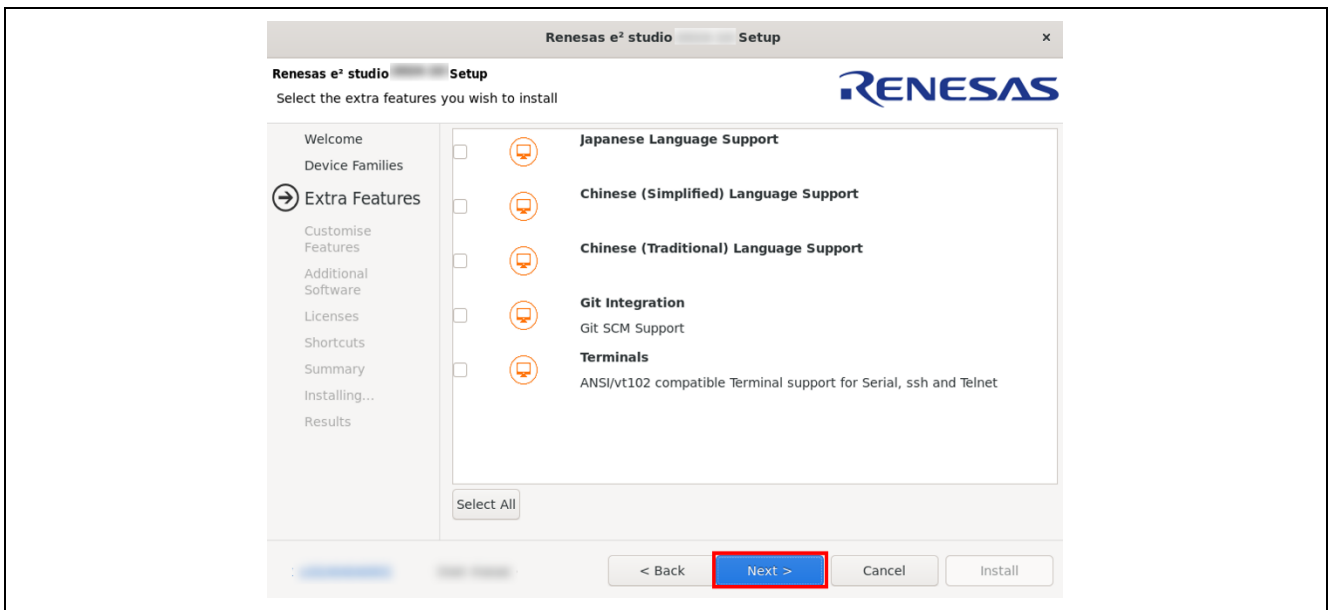 Renesas e² studio Setup
×
Renesas e² studio Setup
Select the extra features you wish to install
RENESAS
Welcome
Device Families
Extra Features
Customise
Features
Additional
Software
Licenses
Shortcuts
Summary
Installing...
Results
Japanese Language Support
Chinese (Simplified) Language Support
Chinese (Traditional) Language Support
Git Integration
Git SCM Support
Terminals
ANSI/vt102 compatible Terminal support for Serial, ssh and Telnet
Select All
< Back
Next >
Cancel
Install